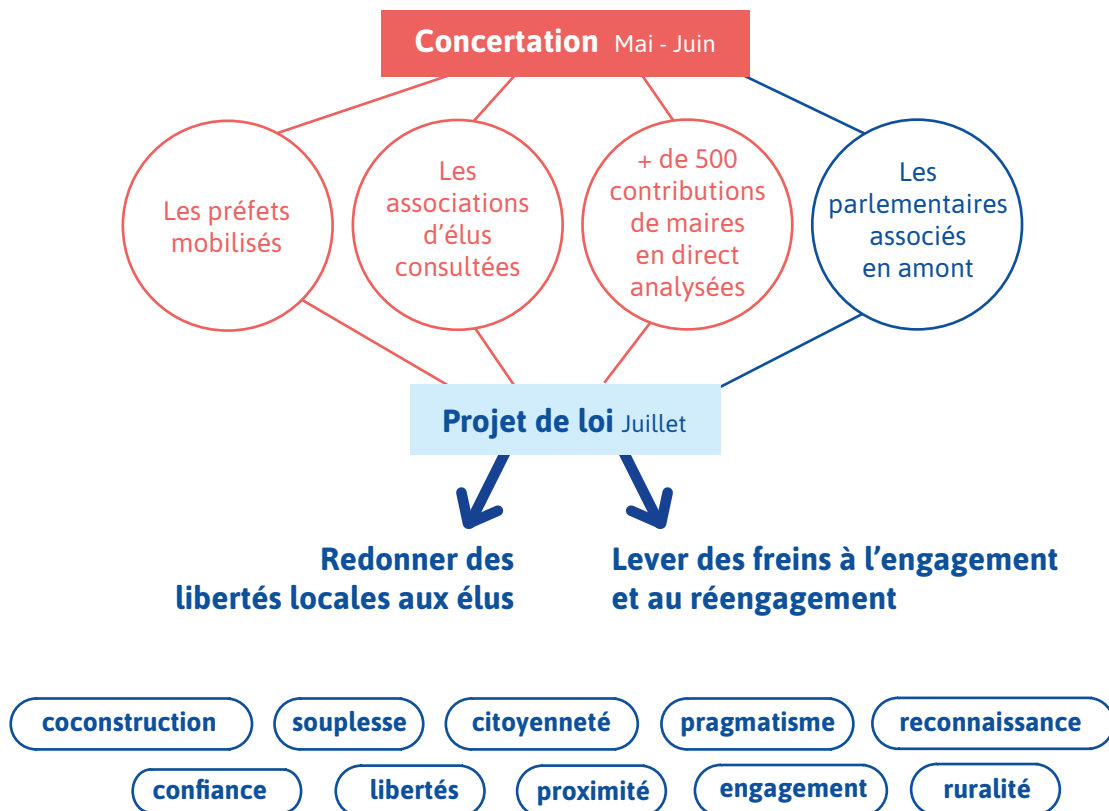 Concertation Mai - Juin
Les préfets
mobilisés
Les
associations
d’élus
consultées
+ de 500
contributions
de maires
en direct
analysées
Les
parlementaires
associés
en amont
Projet de loi Juillet
Redonner des
libertés locales aux élus
Lever des freins à l’engagement
et au réengagement
coconstruction souplesse citoyenneté pragmatisme reconnaissance
confiance libertés proximité engagement ruralité